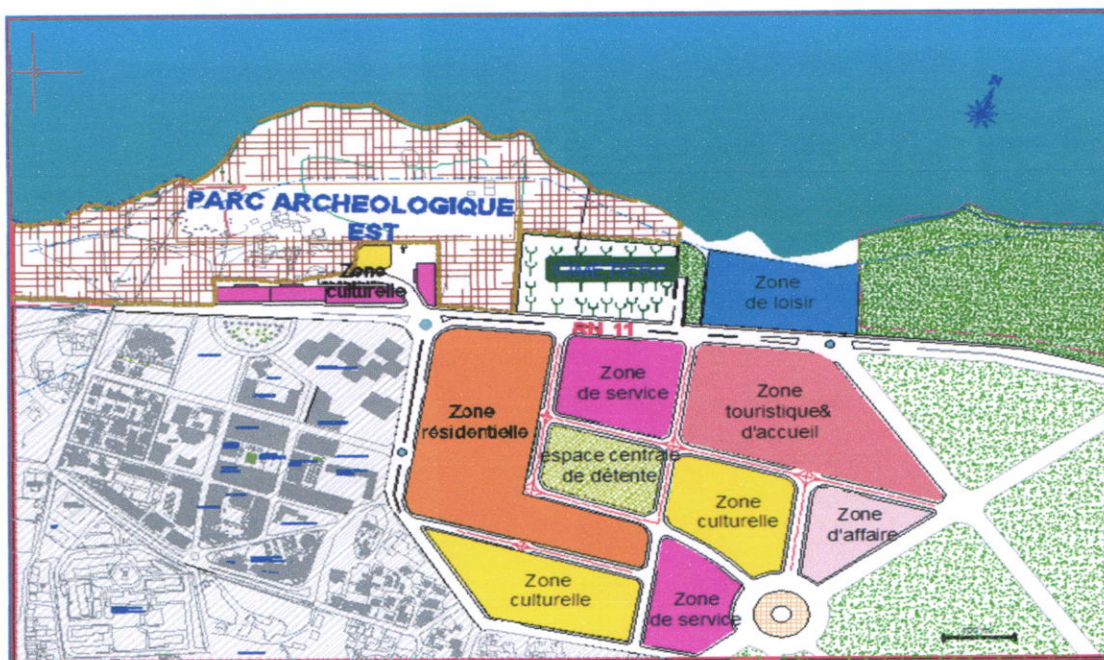 N
PARC ARCHEOLOGIQUE
EST
Zone
culturelle
Zone
de loisir
RN 11
Zone
résidentielle
Zone
de service
Zone
touristique&
d'accueil
espace centrale
de détente
Zone
culturelle
Zone
d'affaire
Zone
culturelle
Zone
de service